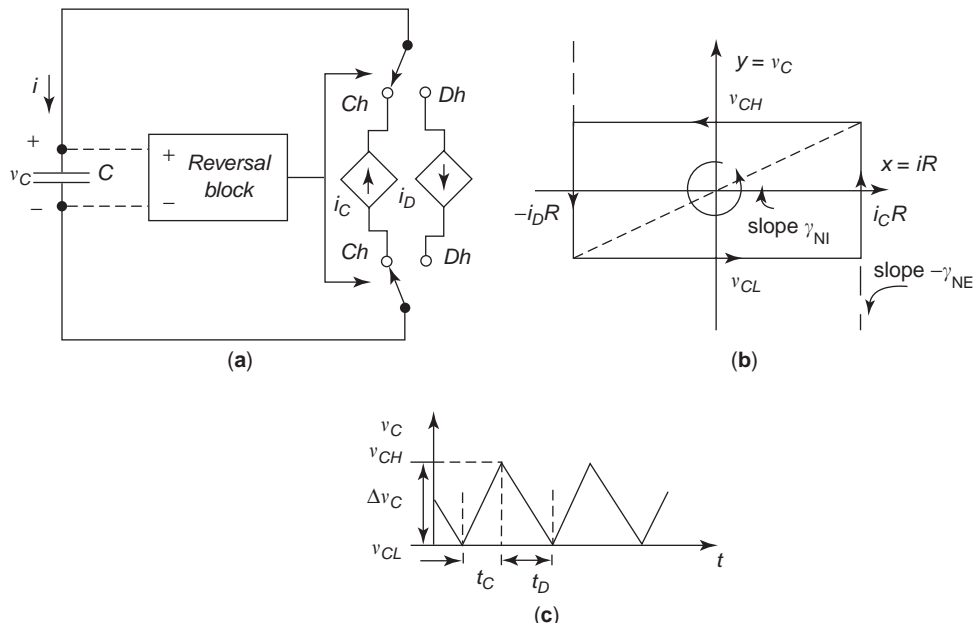 i
+
v_C
C
−
+
−
Reversal
block
Ch
Dh
i_C
i_D
Ch
Dh
(a)
y = v_C
v_CH
x = iR
−i_DR
i_CR
slope γ_NI
v_CL
slope −γ_NE
(b)
v_C
v_CH
Δv_C
v_CL
t
t_C
t_D
(c)